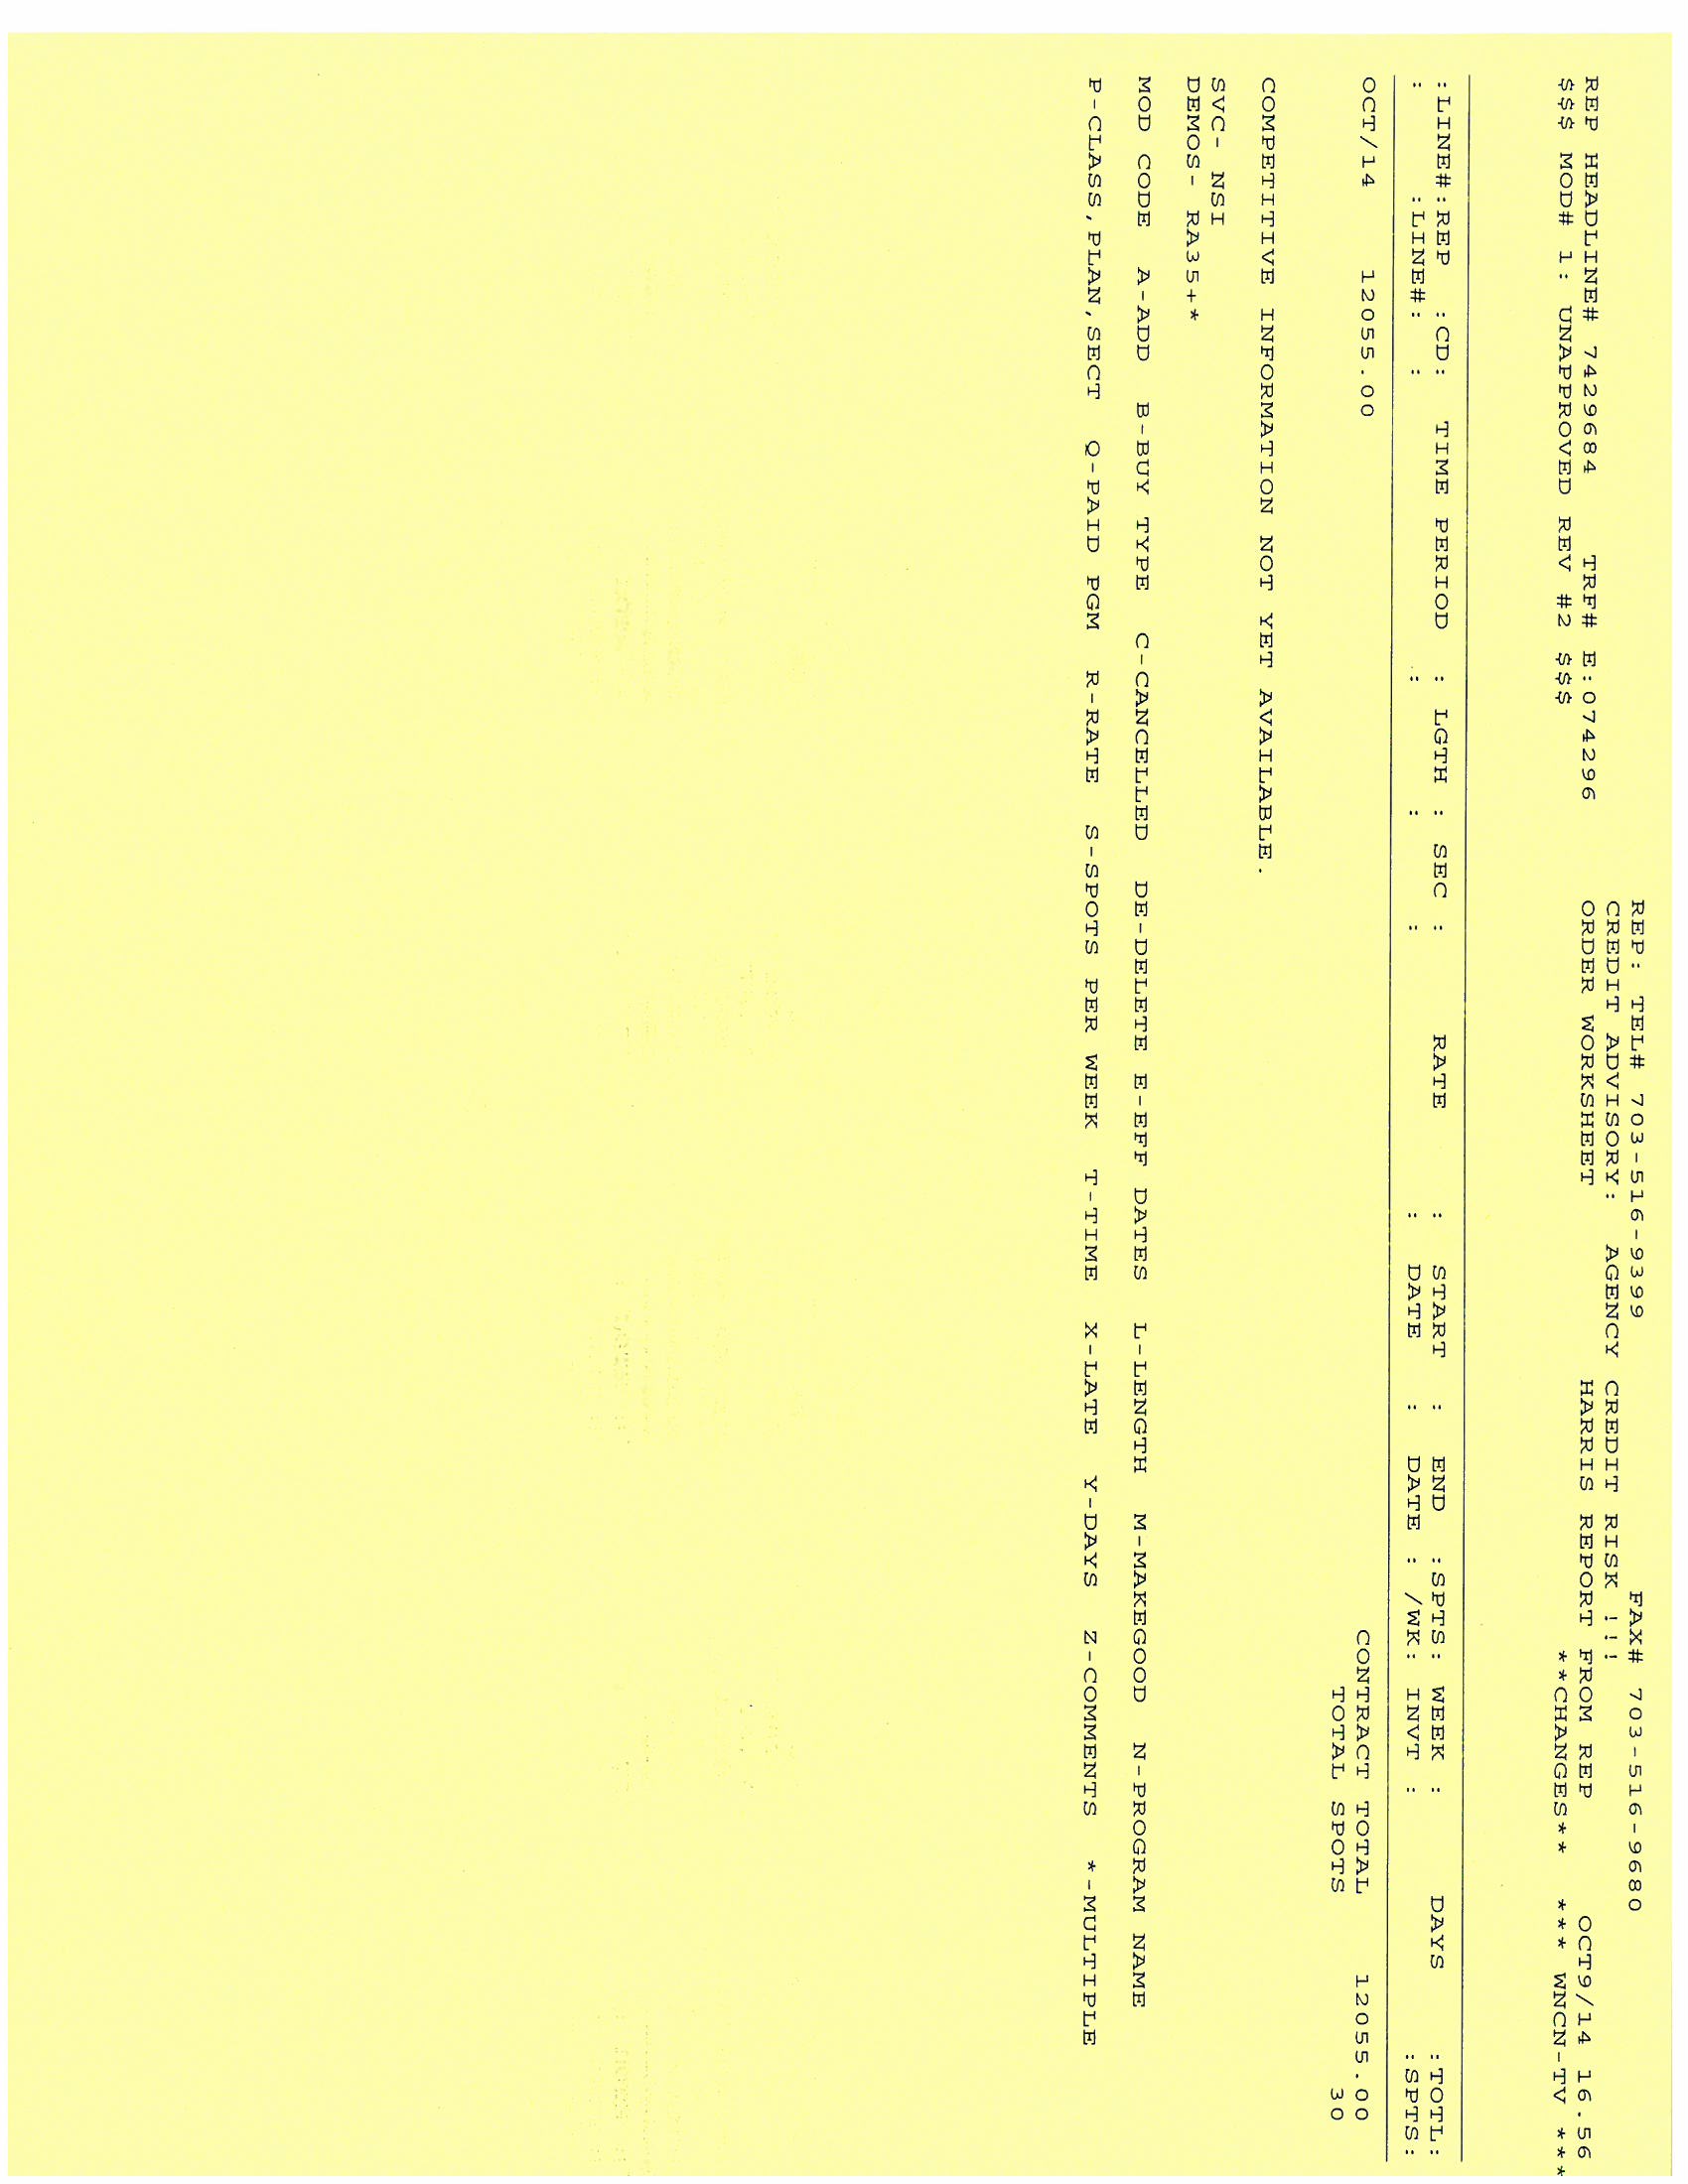 REP: TEL# 703-516-9399 FAX# 703-516-9680
CREDIT ADVISORY: AGENCY CREDIT RISK !!!
REP HEADLINE# 7429684 TRF# E:074296 ORDER WORKSHEET HARRIS REPORT FROM REP OCT9/14 16.56
$$$ MOD# 1: UNAPPROVED REV #2 $$$ **CHANGES** *** WNCN-TV ***
:LINE#:REP :CD: TIME PERIOD : LGTH : SEC : RATE : START : END :SPTS: WEEK : DAYS :TOTL:
: :LINE#: : : : : : DATE : DATE : /WK: INVT : :SPTS:
OCT/14 12055.00 CONTRACT TOTAL 12055.00
TOTAL SPOTS 30
COMPETITIVE INFORMATION NOT YET AVAILABLE.
SVC- NSI
DEMOS- RA35+*
MOD CODE A-ADD B-BUY TYPE C-CANCELLED DE-DELETE E-EFF DATES L-LENGTH M-MAKEGOOD N-PROGRAM NAME
P-CLASS,PLAN,SECT Q-PAID PGM R-RATE S-SPOTS PER WEEK T-TIME X-LATE Y-DAYS Z-COMMENTS *-MULTIPLE